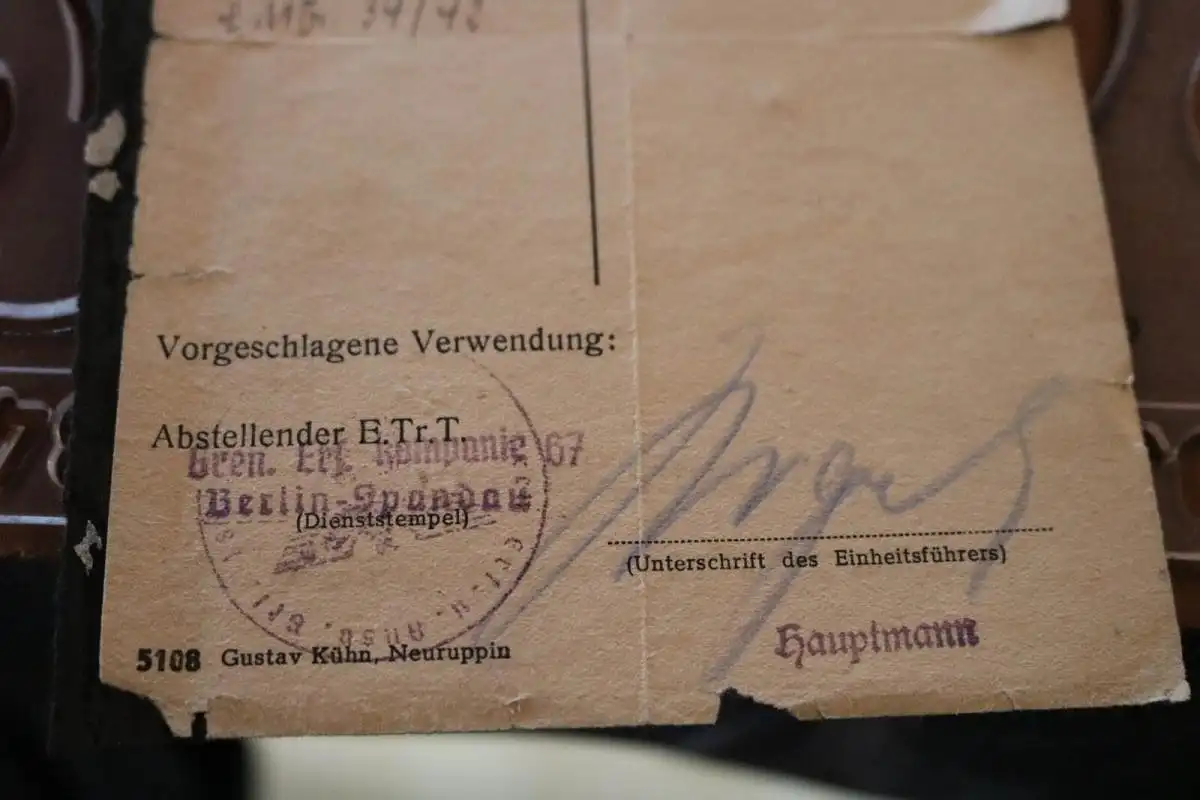 Vorgeschlagene Verwendung:
Abstellender E.Tr.T.
Gren. Ers. Kompanie 67
Berlin-Spandau
(Dienststempel)
(Unterschrift des Einheitsführers)
Hauptmann
5108 Gustav Kühn, Neuruppin